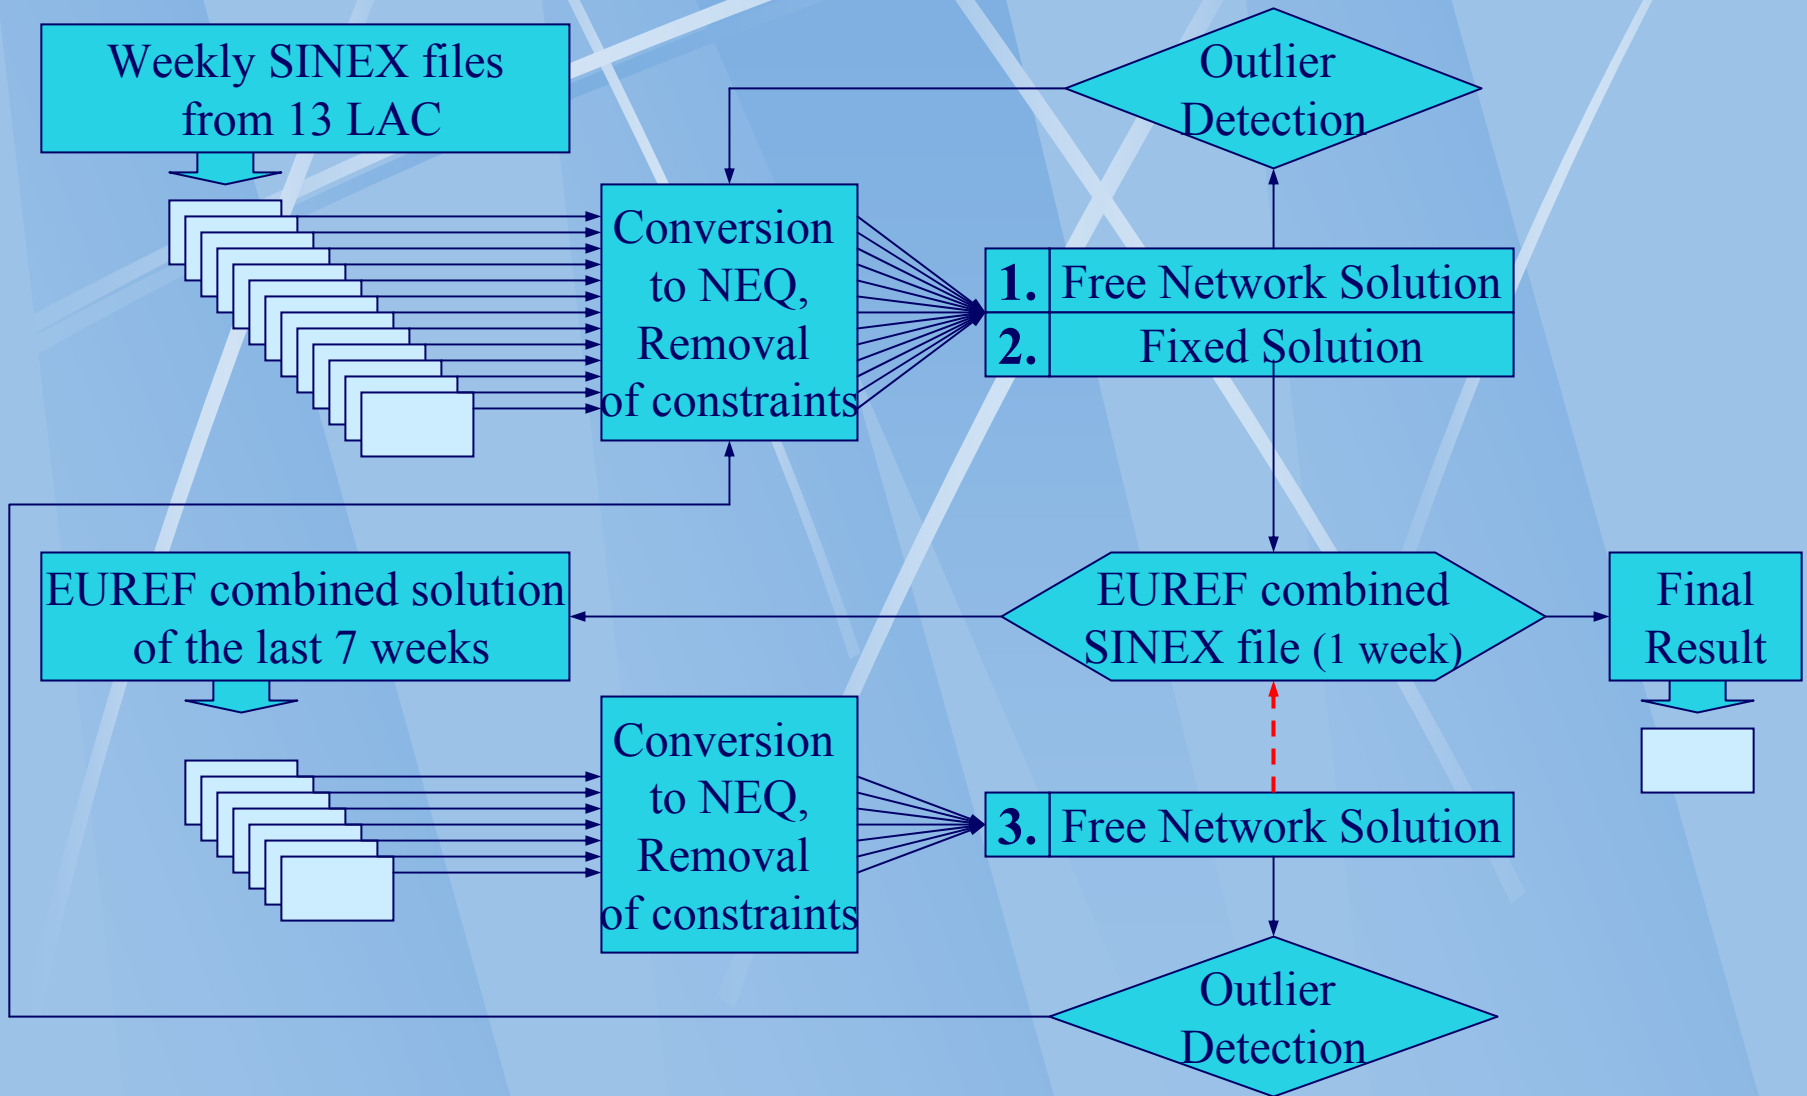 Weekly SINEX files
from 13 LAC
Outlier
Detection
Conversion
to NEQ,
Removal
of constraints
1. Free Network Solution
2. Fixed Solution
EUREF combined solution
of the last 7 weeks
EUREF combined
SINEX file (1 week)
Final
Result
Conversion
to NEQ,
Removal
of constraints
3. Free Network Solution
Outlier
Detection